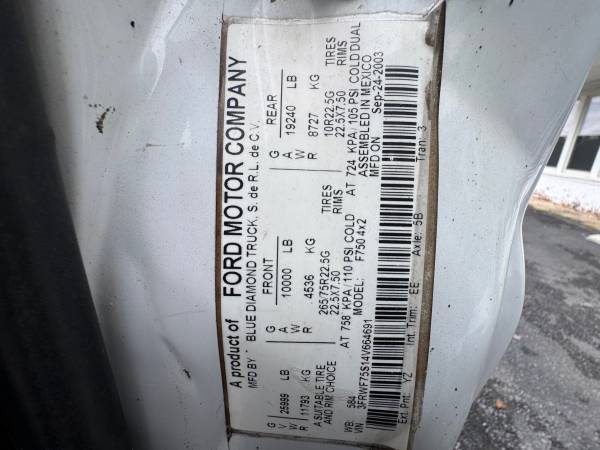 A product of FORD MOTOR COMPANY
MFD BY BLUE DIAMOND TRUCK, S. de R.L. de C.V.
G FRONT G REAR
V 25999 LB A 10000 LB A 19240 LB
W W W
R 11793 KG R 4536 KG R 8727 KG
A SUITABLE TIRE 265/75R22.5G TIRES 10R22.5G TIRES
AND RIM CHOICE 22.5X7.50 RIMS 22.5X7.50 RIMS
AT 758 KPA/110 PSI COLD AT 724 KPA/105 PSI COLD DUAL
MODEL: F750 4x2 ASSEMBLED IN MEXICO
WB: 584 MFD ON Sep-24-2003
VIN 3FRWF75S14V664691
Ext. Pnt: YZ Int. Trim: EE Axle: 5B Tran: 3